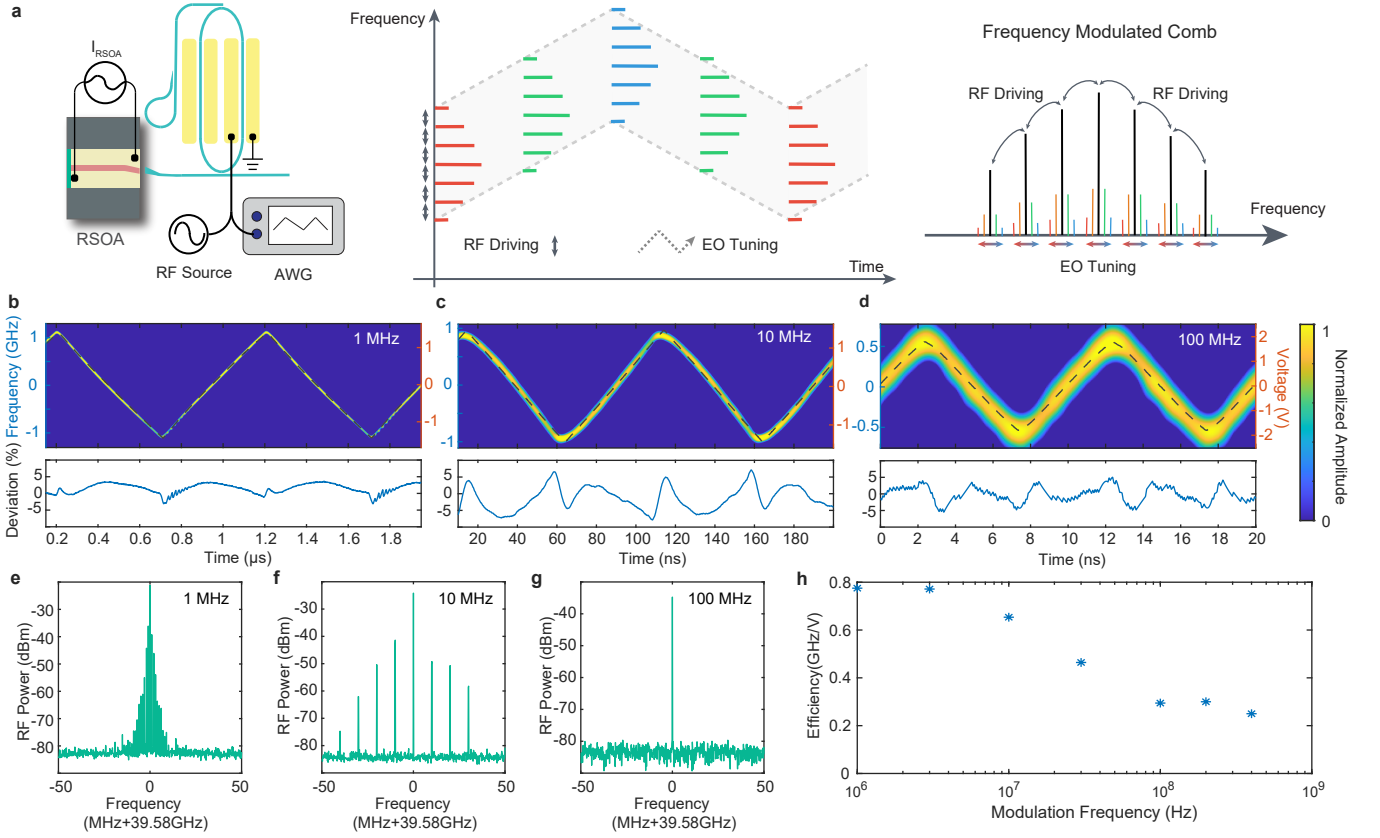 a
I_RSOA
RSOA
RF Source
AWG
Frequency
RF Driving
EO Tuning
Time
Frequency Modulated Comb
RF Driving
RF Driving
Frequency
EO Tuning
b
c
d
Frequency (GHz)
1
0
-1
1 MHz
1
0
-1
1
0
-1
10 MHz
1
0
-1
0.5
0
-0.5
100 MHz
2
1
0
-1
-2
Voltage (V)
1
0
Normalized Amplitude
Deviation (%)
5
0
-5
0.2 0.4 0.6 0.8 1 1.2 1.4 1.6 1.8
Time (µs)
5
0
-5
20 40 60 80 100 120 140 160 180
Time (ns)
5
0
-5
0 2 4 6 8 10 12 14 16 18 20
Time (ns)
e
1 MHz
RF Power (dBm)
-30
-40
-50
-60
-70
-80
-50 0 50
Frequency
(MHz+39.58GHz)
f
10 MHz
RF Power (dBm)
-30
-40
-50
-60
-70
-80
-50 0 50
Frequency
(MHz+39.58GHz)
g
100 MHz
RF Power (dBm)
-40
-50
-60
-70
-80
-50 0 50
Frequency
(MHz+39.58GHz)
h
Efficiency(GHz/V)
0.8
0.6
0.4
0.2
0
10⁶ 10⁷ 10⁸ 10⁹
Modulation Frequency (Hz)